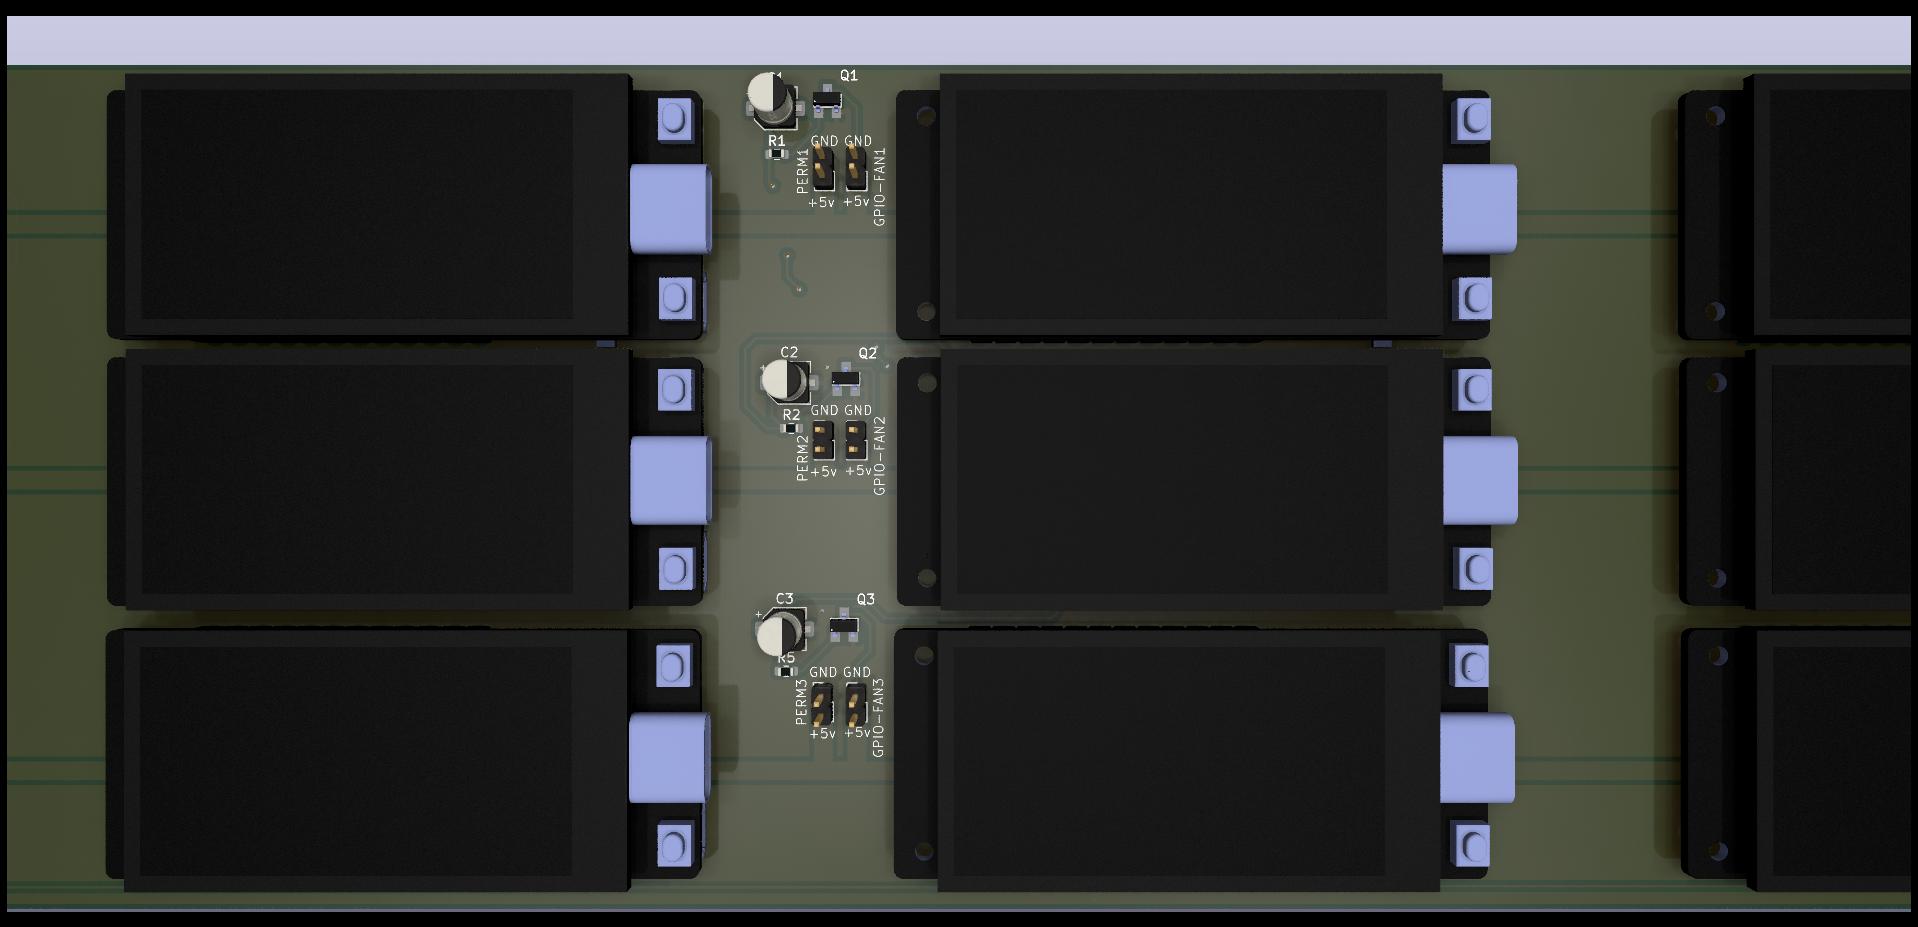 Q1
R1
GND GND
PERM1
GPIO-FAN1
+5v +5v
C2
Q2
R2
GND GND
PERM2
GPIO-FAN2
+5v +5v
C3
Q3
R5
GND GND
PERM3
GPIO-FAN3
+5v +5v